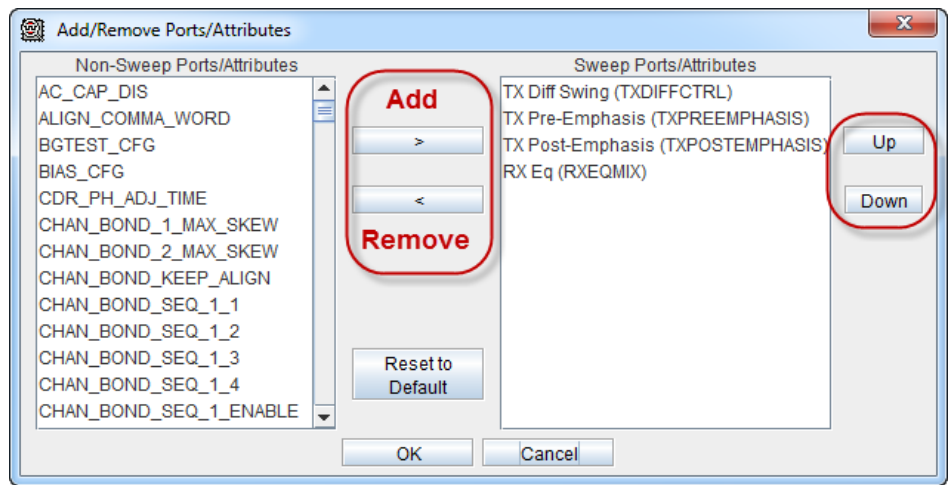 Add/Remove Ports/Attributes
Non-Sweep Ports/Attributes
AC_CAP_DIS
ALIGN_COMMA_WORD
BGTEST_CFG
BIAS_CFG
CDR_PH_ADJ_TIME
CHAN_BOND_1_MAX_SKEW
CHAN_BOND_2_MAX_SKEW
CHAN_BOND_KEEP_ALIGN
CHAN_BOND_SEQ_1_1
CHAN_BOND_SEQ_1_2
CHAN_BOND_SEQ_1_3
CHAN_BOND_SEQ_1_4
CHAN_BOND_SEQ_1_ENABLE
Add
>
<
Remove
Reset to
Default
Sweep Ports/Attributes
TX Diff Swing (TXDIFFCTRL)
TX Pre-Emphasis (TXPREEMPHASIS)
TX Post-Emphasis (TXPOSTEMPHASIS)
RX Eq (RXEQMIX)
Up
Down
OK
Cancel